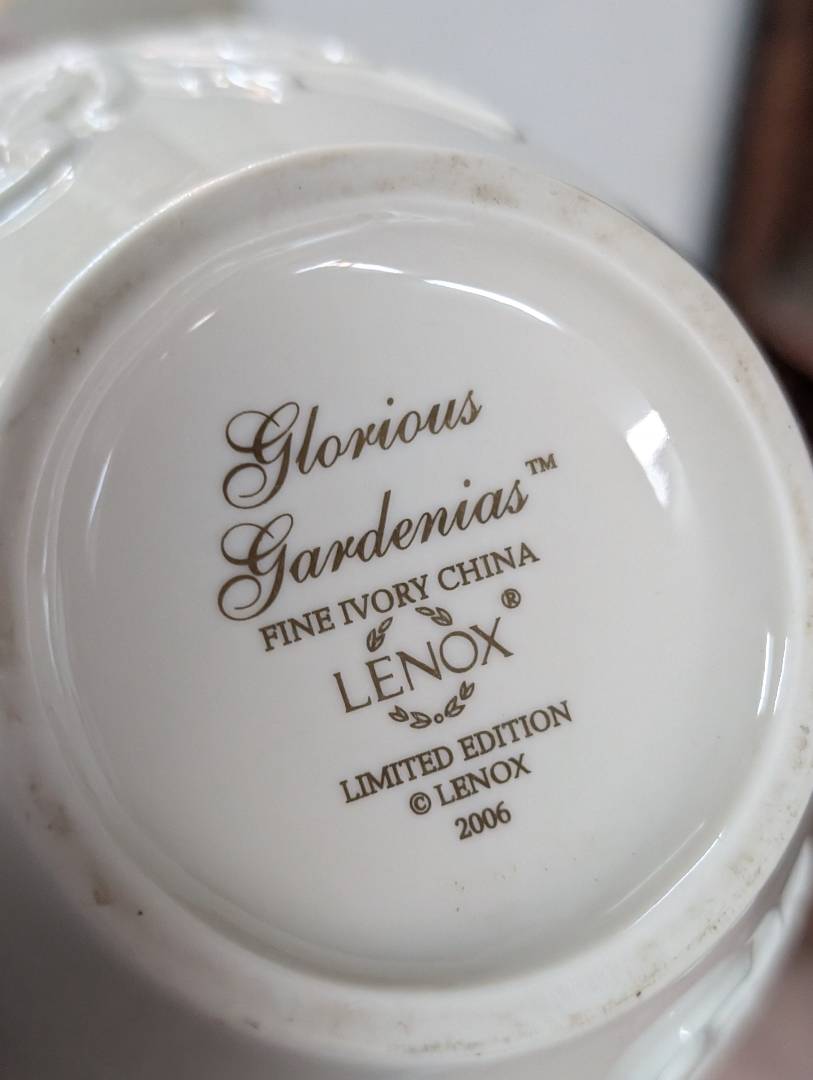 Glorious
Gardenias™
FINE IVORY CHINA
LENOX®
LIMITED EDITION
© LENOX
2006